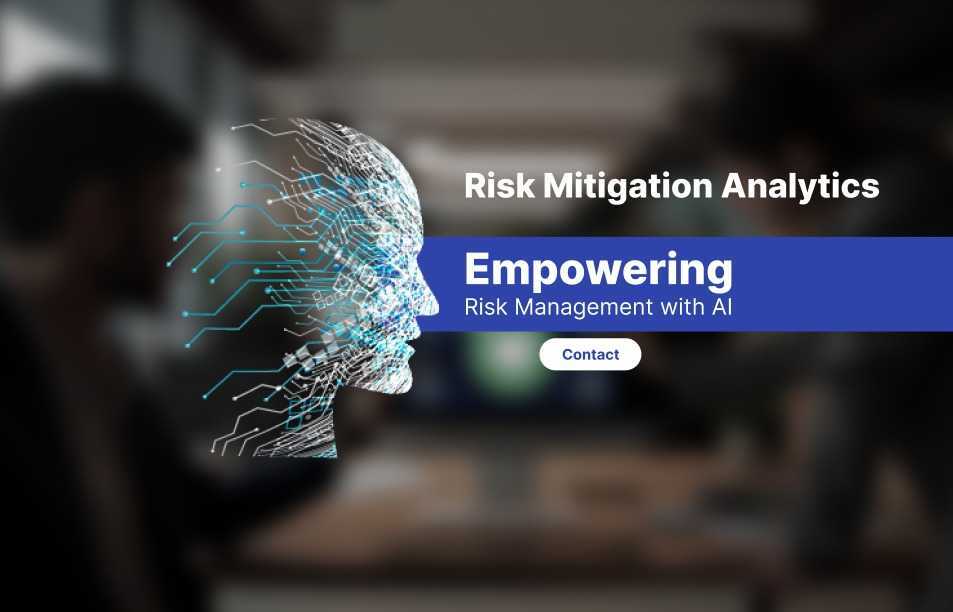 Risk Mitigation Analytics
Empowering
Risk Management with AI
Contact